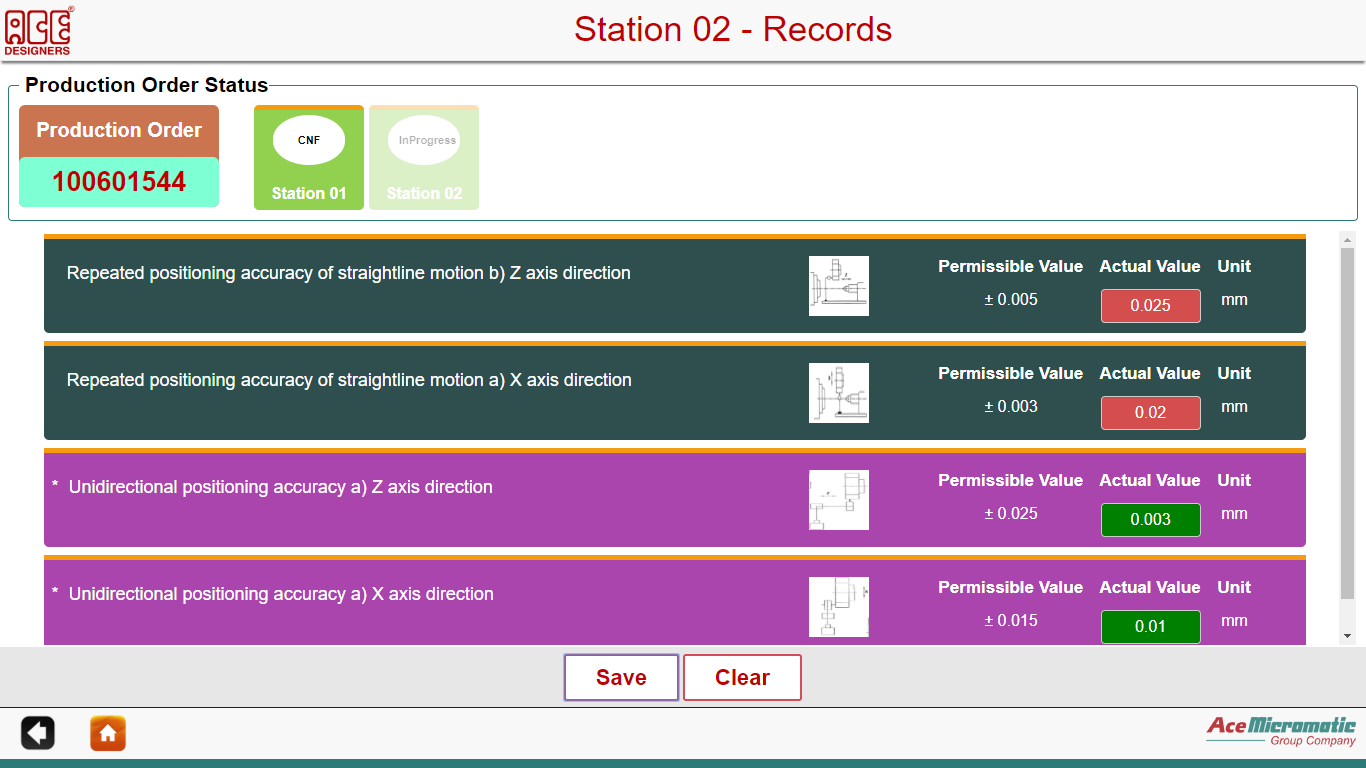 ACE
DESIGNERS
®
Station 02 - Records
Production Order Status
Production Order
100601544
CNF
Station 01
InProgress
Station 02
Repeated positioning accuracy of straightline motion b) Z axis direction
Permissible Value Actual Value Unit
± 0.005 0.025 mm
Repeated positioning accuracy of straightline motion a) X axis direction
Permissible Value Actual Value Unit
± 0.003 0.02 mm
* Unidirectional positioning accuracy a) Z axis direction
Permissible Value Actual Value Unit
± 0.025 0.003 mm
* Unidirectional positioning accuracy a) X axis direction
Permissible Value Actual Value Unit
± 0.015 0.01 mm
Save Clear
Ace Micromatic
Group Company